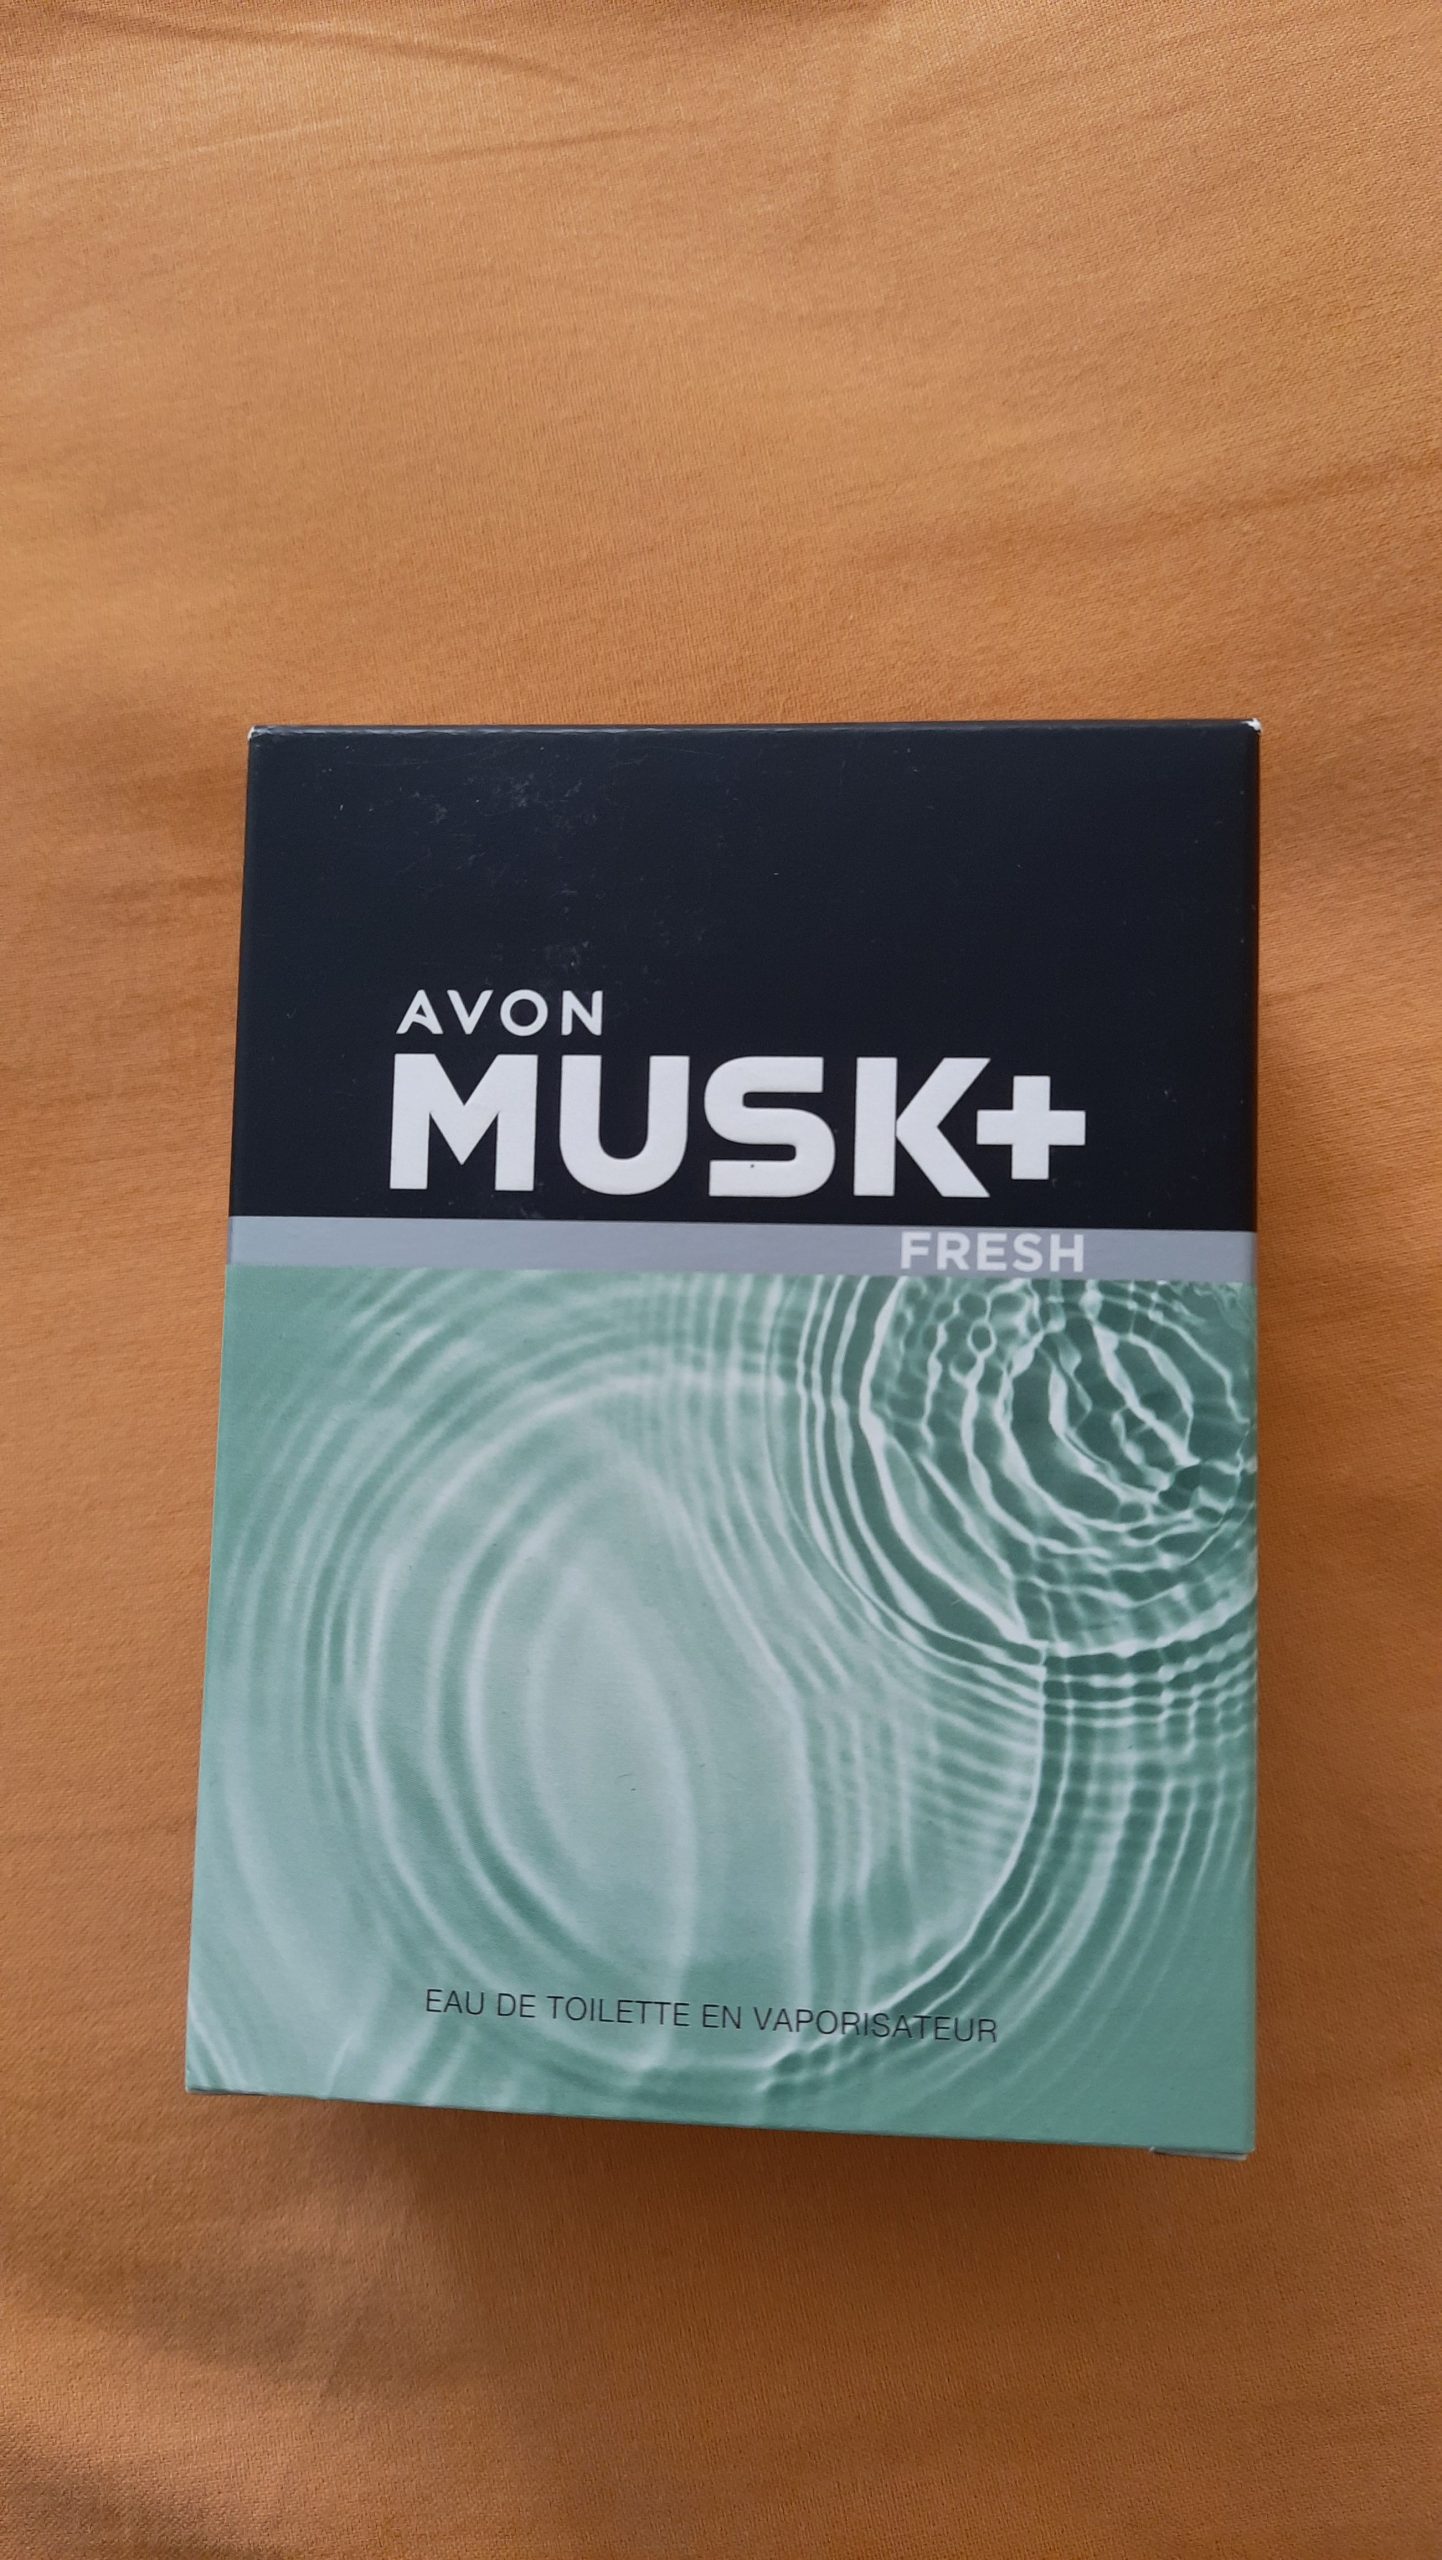 AVON
MUSK+
FRESH
EAU DE TOILETTE EN VAPORISATEUR